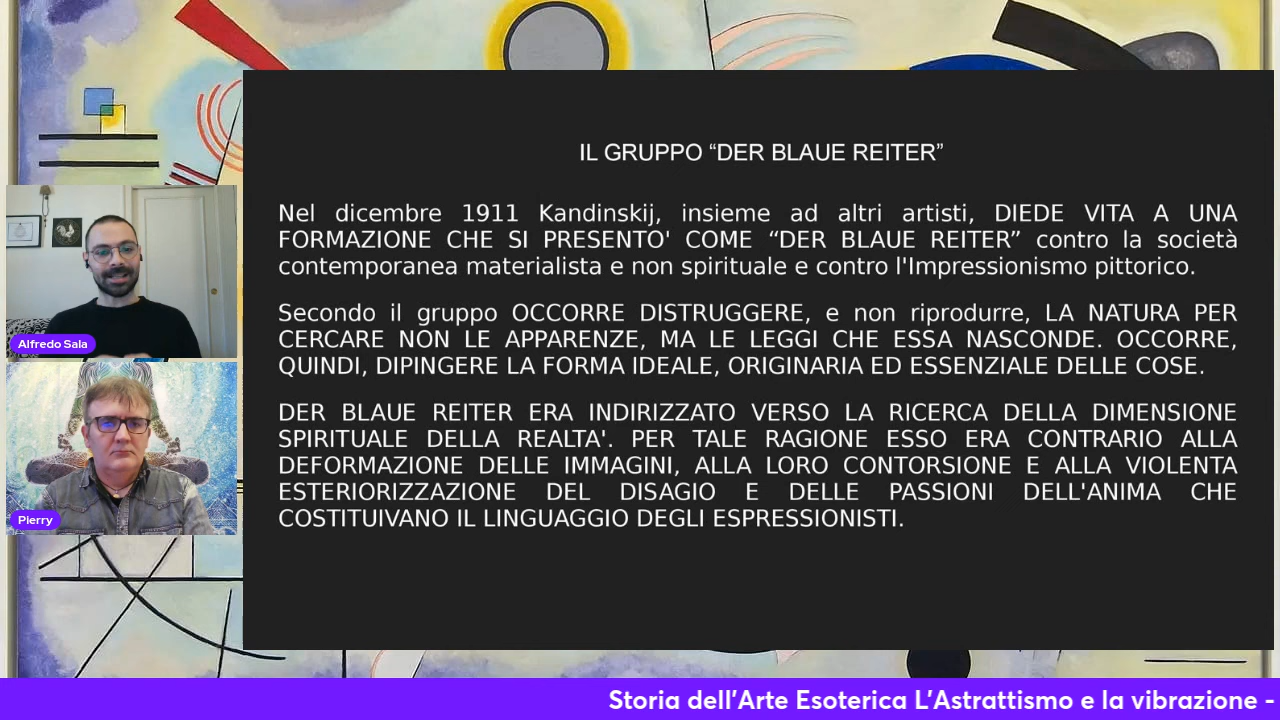 IL GRUPPO “DER BLAUE REITER”
Nel dicembre 1911 Kandinskij, insieme ad altri artisti, DIEDE VITA A UNA
FORMAZIONE CHE SI PRESENTO' COME “DER BLAUE REITER” contro la società
contemporanea materialista e non spirituale e contro l'Impressionismo pittorico.
Secondo il gruppo OCCORRE DISTRUGGERE, e non riprodurre, LA NATURA PER
CERCARE NON LE APPARENZE, MA LE LEGGI CHE ESSA NASCONDE. OCCORRE,
QUINDI, DIPINGERE LA FORMA IDEALE, ORIGINARIA ED ESSENZIALE DELLE COSE.
DER BLAUE REITER ERA INDIRIZZATO VERSO LA RICERCA DELLA DIMENSIONE
SPIRITUALE DELLA REALTA'. PER TALE RAGIONE ESSO ERA CONTRARIO ALLA
DEFORMAZIONE DELLE IMMAGINI, ALLA LORO CONTORSIONE E ALLA VIOLENTA
ESTERIORIZZAZIONE DEL DISAGIO E DELLE PASSIONI DELL'ANIMA CHE
COSTITUIVANO IL LINGUAGGIO DEGLI ESPRESSIONISTI.
Alfredo Sala
Pierry
Storia dell'Arte Esoterica L'Astrattismo e la vibrazione -